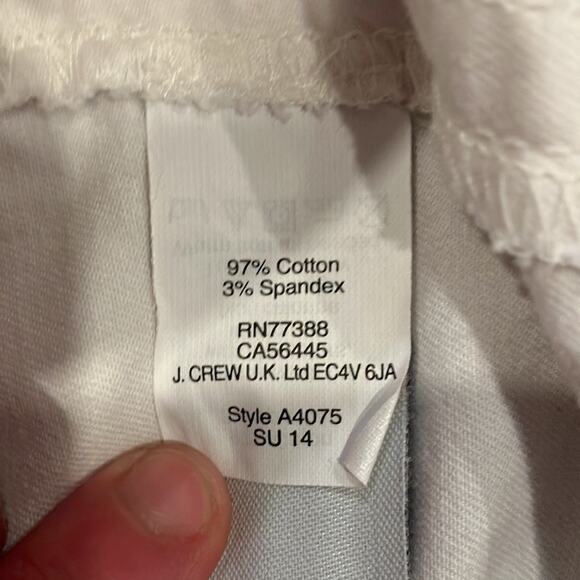 97% Cotton
3% Spandex
RN77388
CA56445
J. CREW U.K. Ltd EC4V 6JA
Style A4075
SU 14